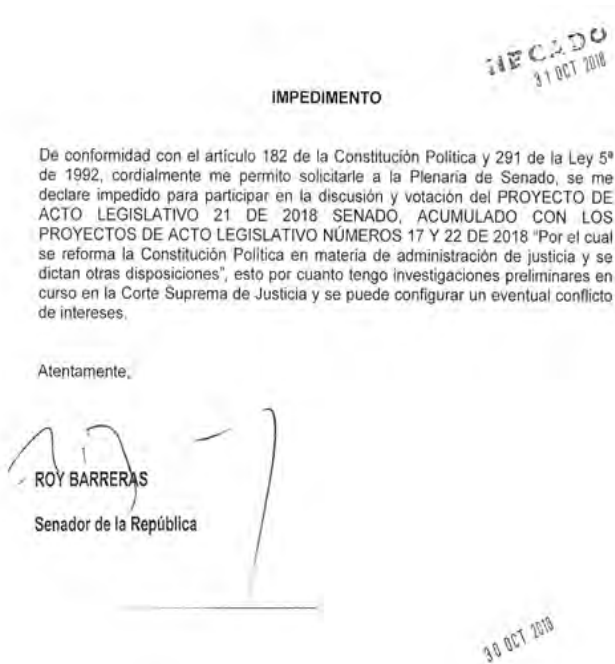 31 OCT 2018
IMPEDIMENTO
De conformidad con el artículo 182 de la Constitución Política y 291 de la Ley 5ª
de 1992, cordialmente me permito solicitarle a la Plenaria de Senado, se me
declare impedido para participar en la discusión y votación del PROYECTO DE
ACTO LEGISLATIVO 21 DE 2018 SENADO, ACUMULADO CON LOS
PROYECTOS DE ACTO LEGISLATIVO NÚMEROS 17 Y 22 DE 2018 "Por el cual
se reforma la Constitución Política en materia de administración de justicia y se
dictan otras disposiciones", esto por cuanto tengo investigaciones preliminares en
curso en la Corte Suprema de Justicia y se puede configurar un eventual conflicto
de intereses.
Atentamente,
ROY BARRERAS
Senador de la República
30 OCT 2018